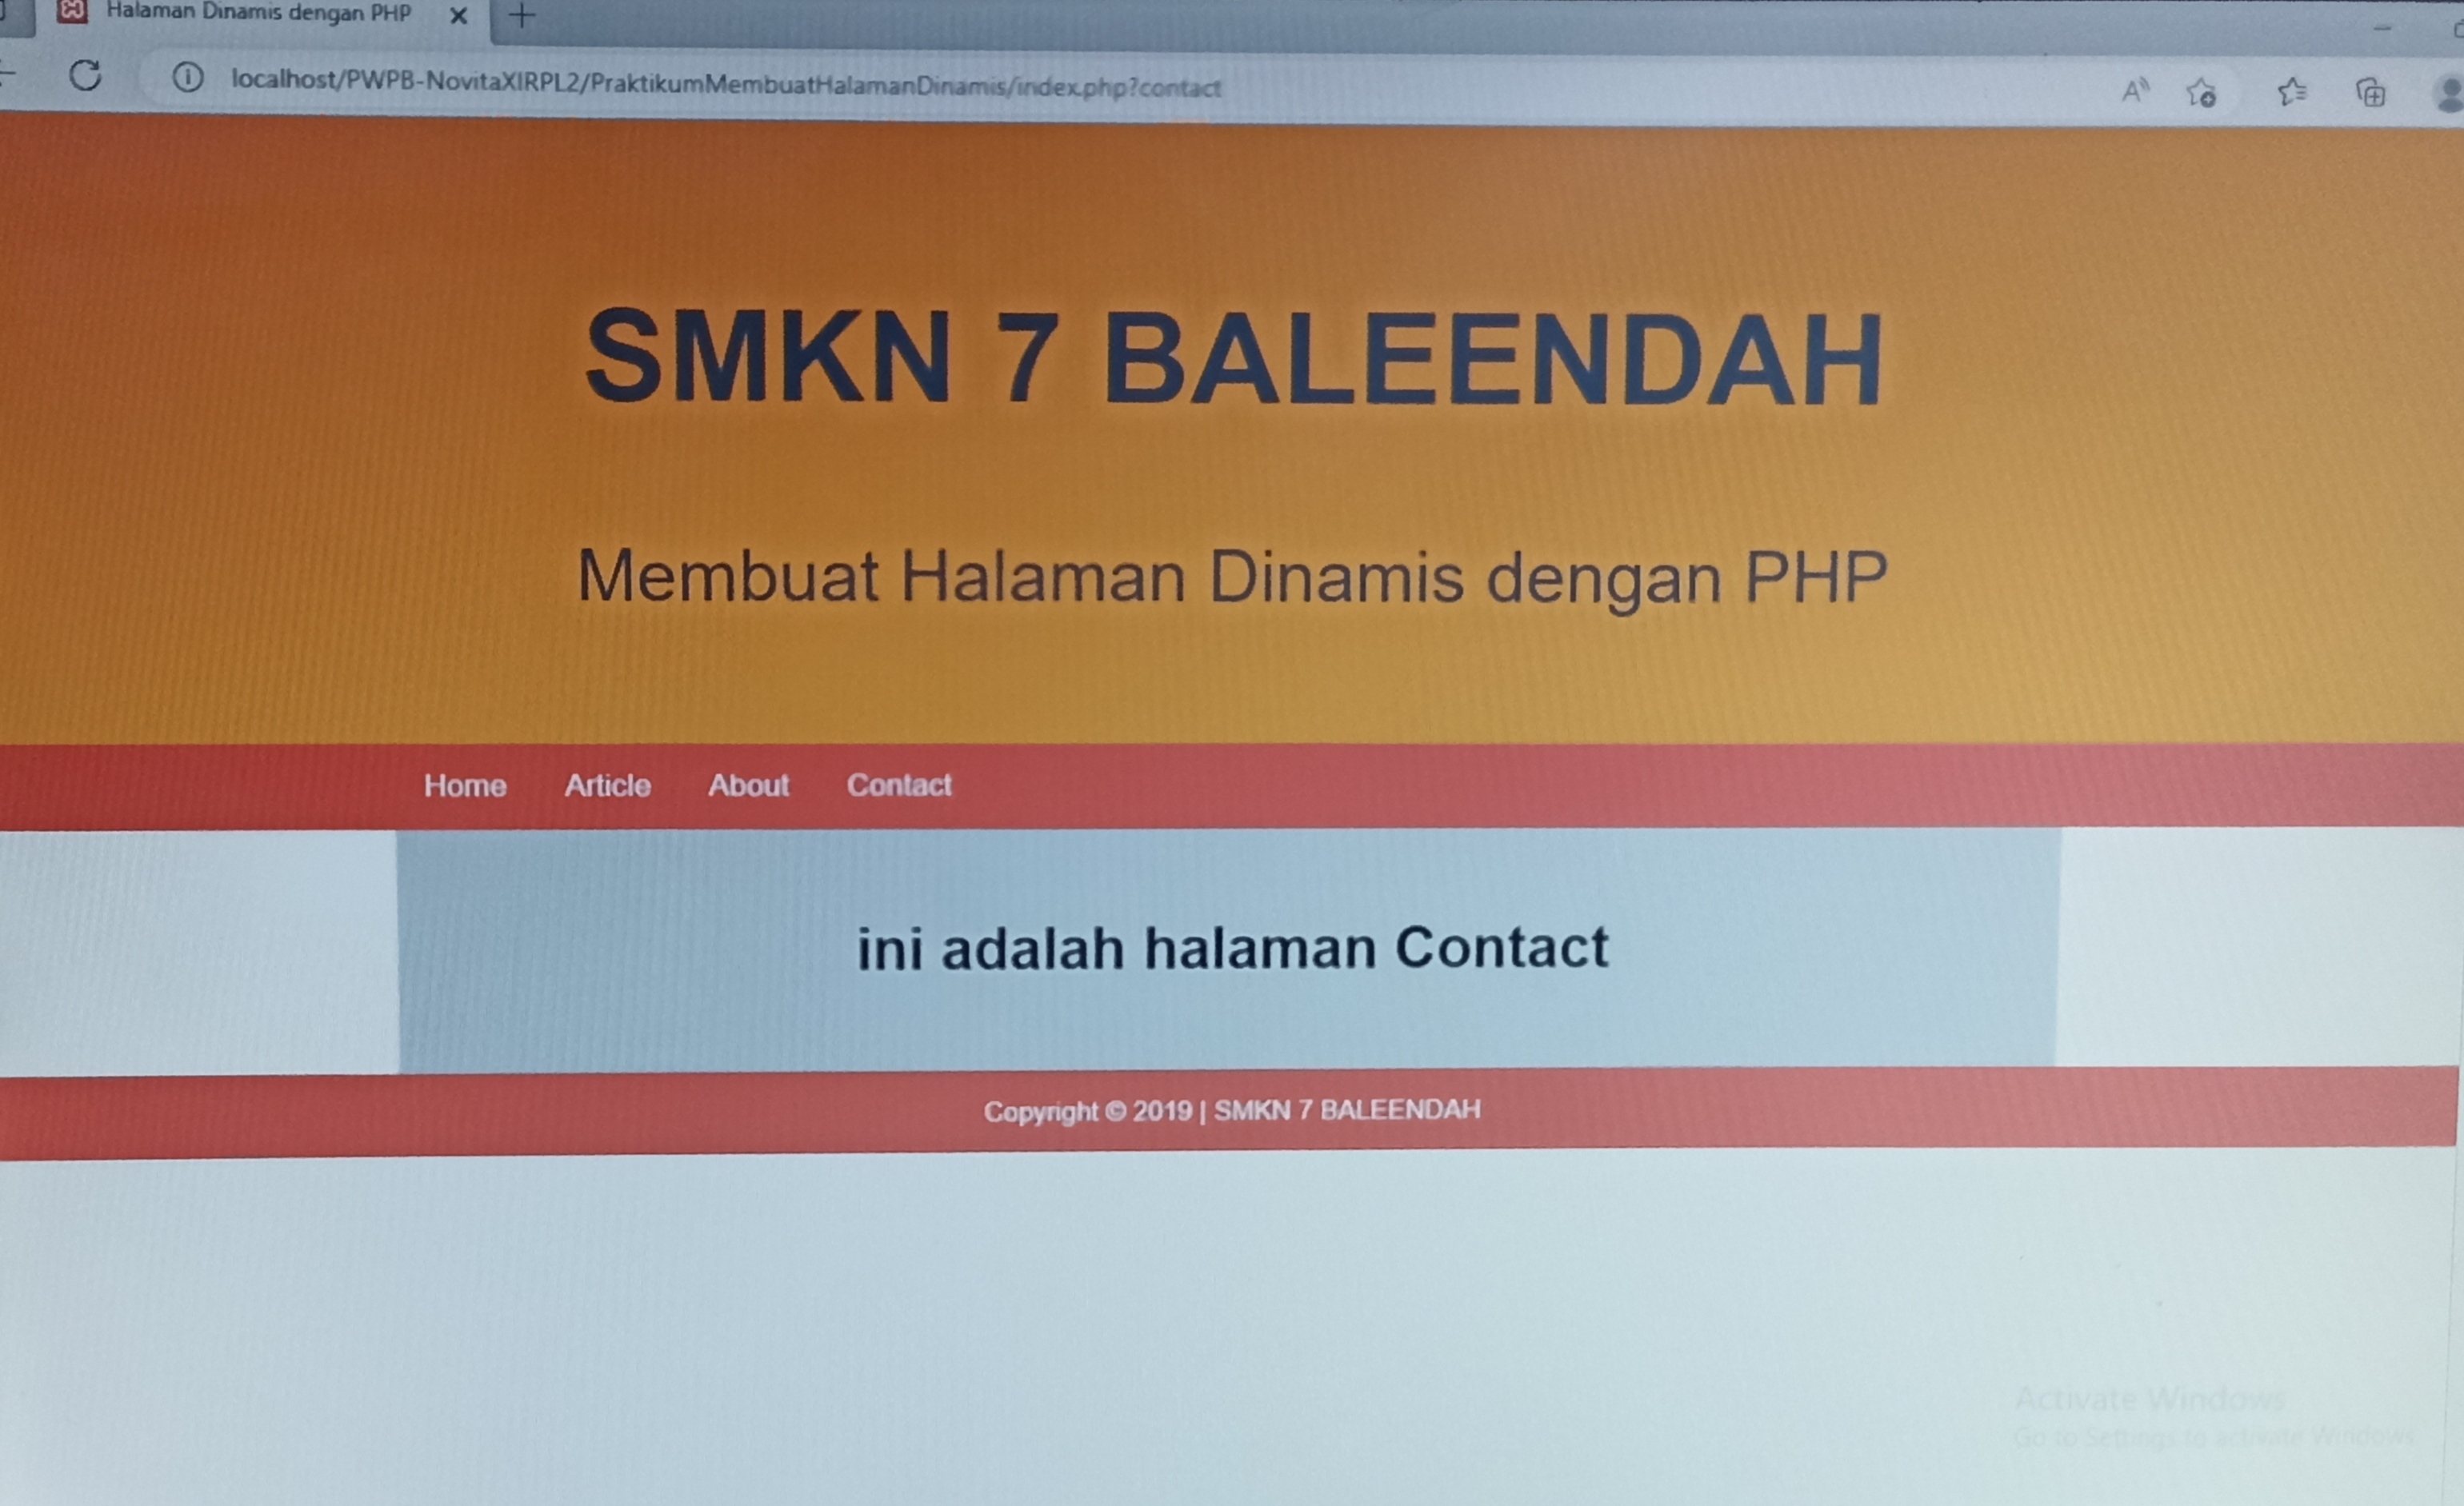 Halaman Dinamis dengan PHP
localhost/PWPB-NovitaXIRPL2/PraktikumMembuatHalamanDinamis/index.php?contact
SMKN 7 BALEENDAH
Membuat Halaman Dinamis dengan PHP
Home Article About Contact
ini adalah halaman Contact
Copyright © 2019 | SMKN 7 BALEENDAH
Activate Windows
Go to Settings to activate Windows